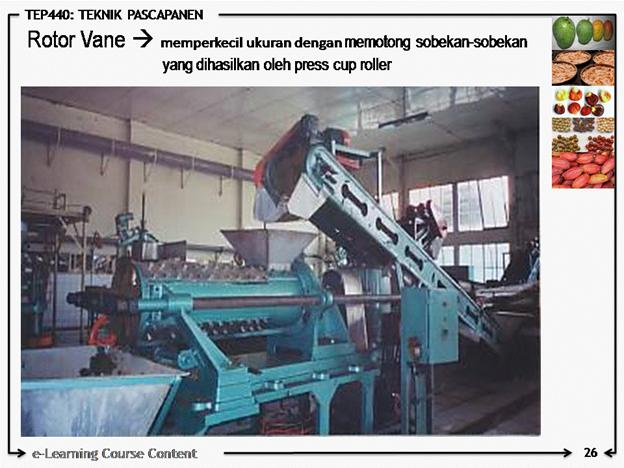 TEP440: TEKNIK PASCAPANEN
Rotor Vane → memperkecil ukuran dengan memotong sobekan-sobekan
yang dihasilkan oleh press cup roller
e-Learning Course Content
26